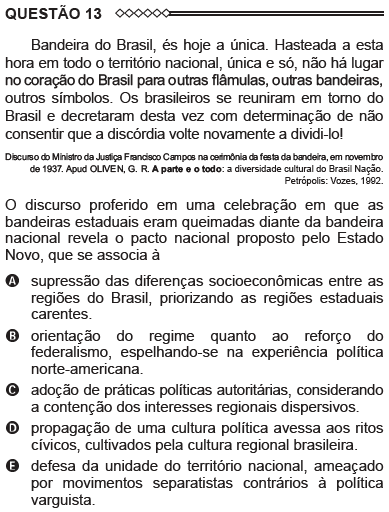 QUESTÃO 13
Bandeira do Brasil, és hoje a única. Hasteada a esta
hora em todo o território nacional, única e só, não há lugar
no coração do Brasil para outras flâmulas, outras bandeiras,
outros símbolos. Os brasileiros se reuniram em torno do
Brasil e decretaram desta vez com determinação de não
consentir que a discórdia volte novamente a dividi-lo!
Discurso do Ministro da Justiça Francisco Campos na cerimônia da festa da bandeira, em novembro
de 1937. Apud OLIVEN, G. R. A parte e o todo: a diversidade cultural do Brasil Nação.
Petrópolis: Vozes, 1992.
O discurso proferido em uma celebração em que as
bandeiras estaduais eram queimadas diante da bandeira
nacional revela o pacto nacional proposto pelo Estado
Novo, que se associa à
A supressão das diferenças socioeconômicas entre as
regiões do Brasil, priorizando as regiões estaduais
carentes.
B orientação do regime quanto ao reforço do
federalismo, espelhando-se na experiência política
norte-americana.
C adoção de práticas políticas autoritárias, considerando
a contenção dos interesses regionais dispersivos.
D propagação de uma cultura política avessa aos ritos
cívicos, cultivados pela cultura regional brasileira.
E defesa da unidade do território nacional, ameaçado
por movimentos separatistas contrários à política
varguista.